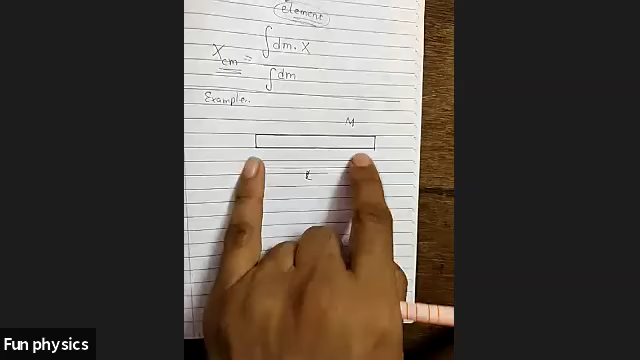 element
X_cm = ∫dm. X
∫dm
Example..
M
L
Fun physics